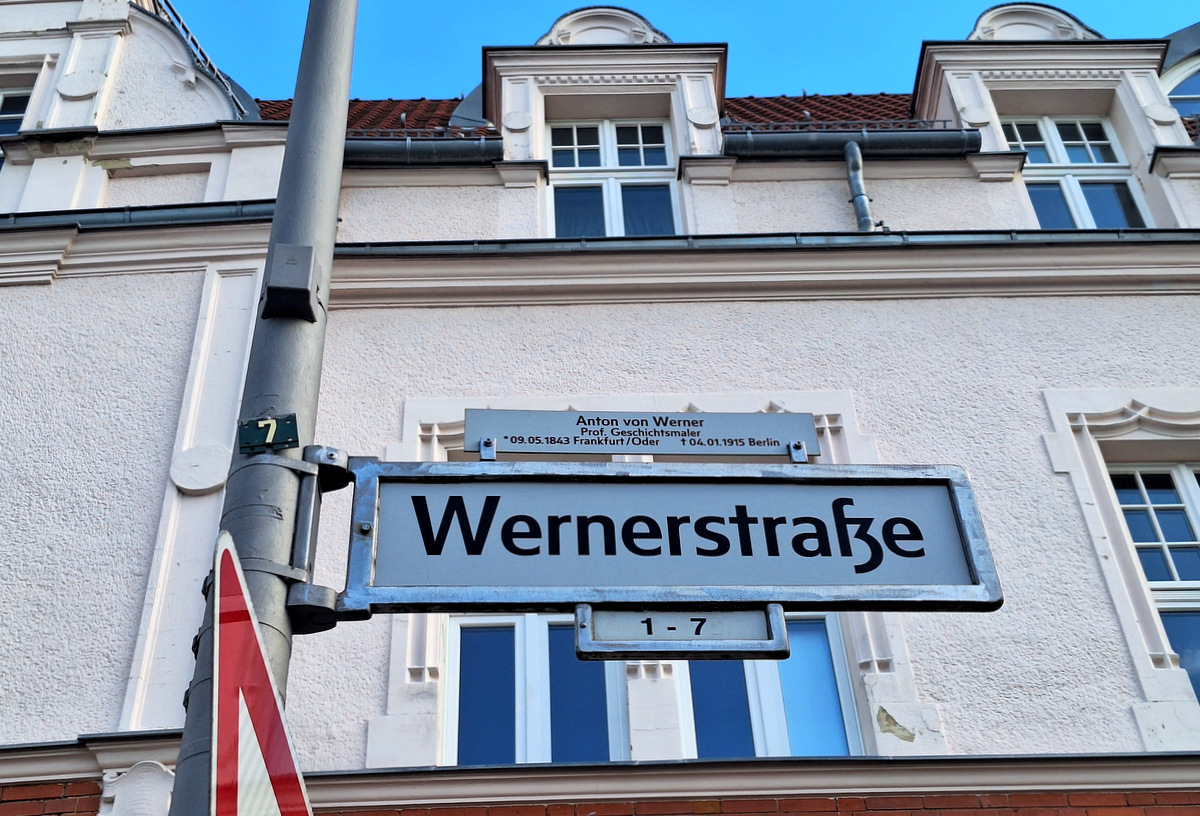 7
Anton von Werner
Prof. Geschichtsmaler
*09.05.1843 Frankfurt/Oder †04.01.1915 Berlin
Wernerstraße
1 - 7